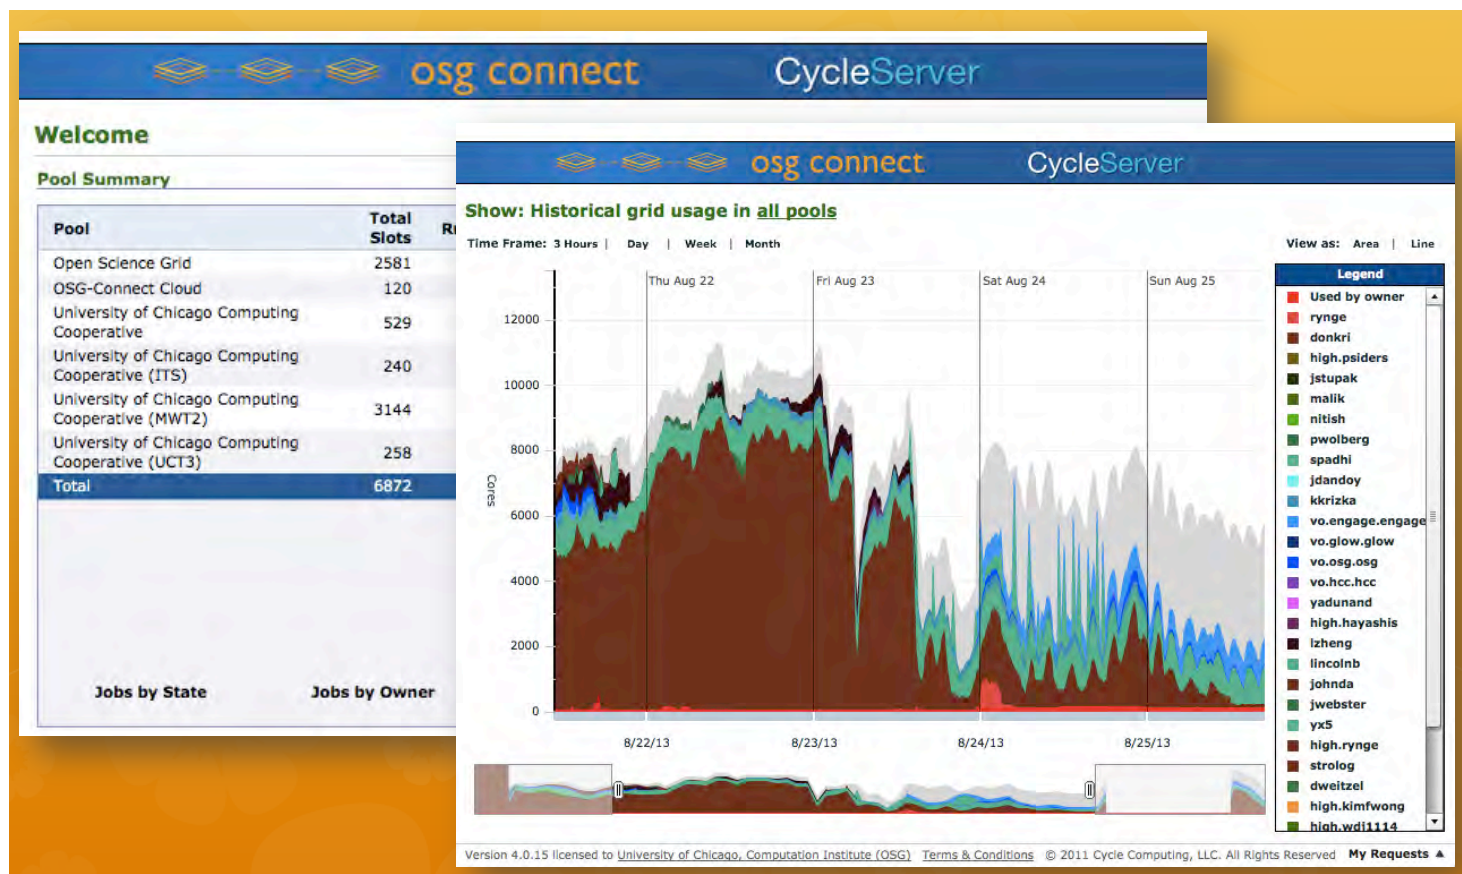 osg connect CycleServer
Welcome
Pool Summary
Pool Total Slots
Open Science Grid 2581
OSG-Connect Cloud 120
University of Chicago Computing
Cooperative 529
University of Chicago Computing
Cooperative (ITS) 240
University of Chicago Computing
Cooperative (MWT2) 3144
University of Chicago Computing
Cooperative (UCT3) 258
Total 6872
Jobs by State Jobs by Owner
osg connect CycleServer
Show: Historical grid usage in all pools
Time Frame: 3 Hours | Day | Week | Month
View as: Area | Line
Thu Aug 22 Fri Aug 23 Sat Aug 24 Sun Aug 25
12000
10000
8000
6000
4000
2000
0
Cores
8/22/13 8/23/13 8/24/13 8/25/13
Legend
Used by owner
rynge
donkri
high.psiders
jstupak
malik
nitish
pwolberg
spadhi
jdandoy
kkrizka
vo.engage.engage
vo.glow.glow
vo.osg.osg
vo.hcc.hcc
yadunand
high.hayashis
lzheng
lincolnb
johnda
jwebster
yx5
high.rynge
strolog
dweitzel
high.kimfwong
high.wdi1114
Version 4.0.15 licensed to University of Chicago, Computation Institute (OSG) Terms & Conditions © 2011 Cycle Computing, LLC. All Rights Reserved My Requests